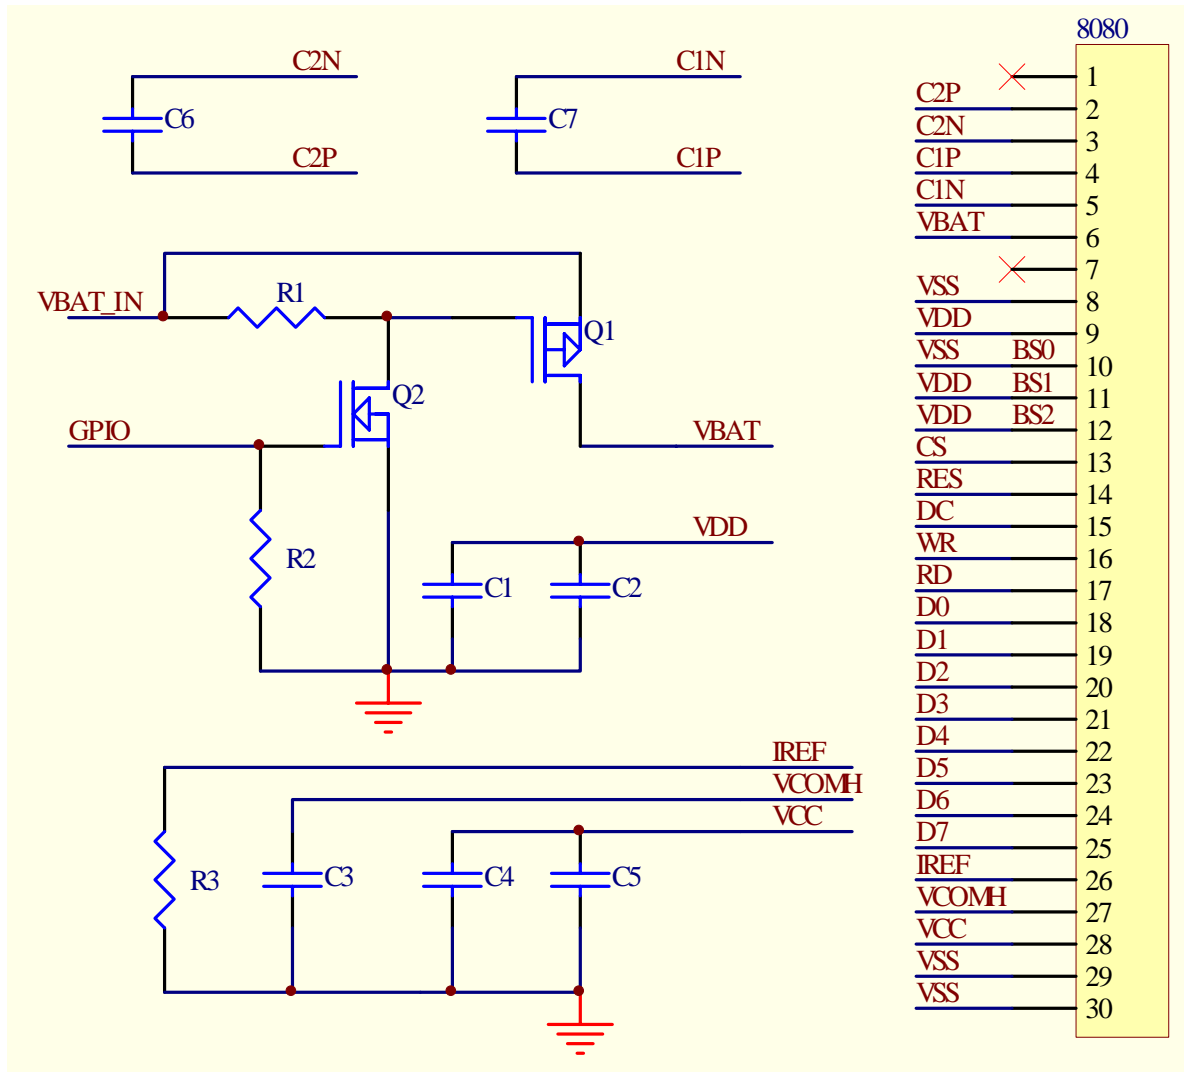 8080
C2N
C1N
C6
C7
C2P
C1P
VBAT_IN
R1
Q1
Q2
GPIO
VBAT
R2
VDD
C1
C2
IREF
VCOMH
VCC
R3
C3
C4
C5
1
C2P 2
C2N 3
C1P 4
C1N 5
VBAT 6
7
VSS 8
VDD 9
VSS BS0 10
VDD BS1 11
VDD BS2 12
CS 13
RES 14
DC 15
WR 16
RD 17
D0 18
D1 19
D2 20
D3 21
D4 22
D5 23
D6 24
D7 25
IREF 26
VCOMH 27
VCC 28
VSS 29
VSS 30